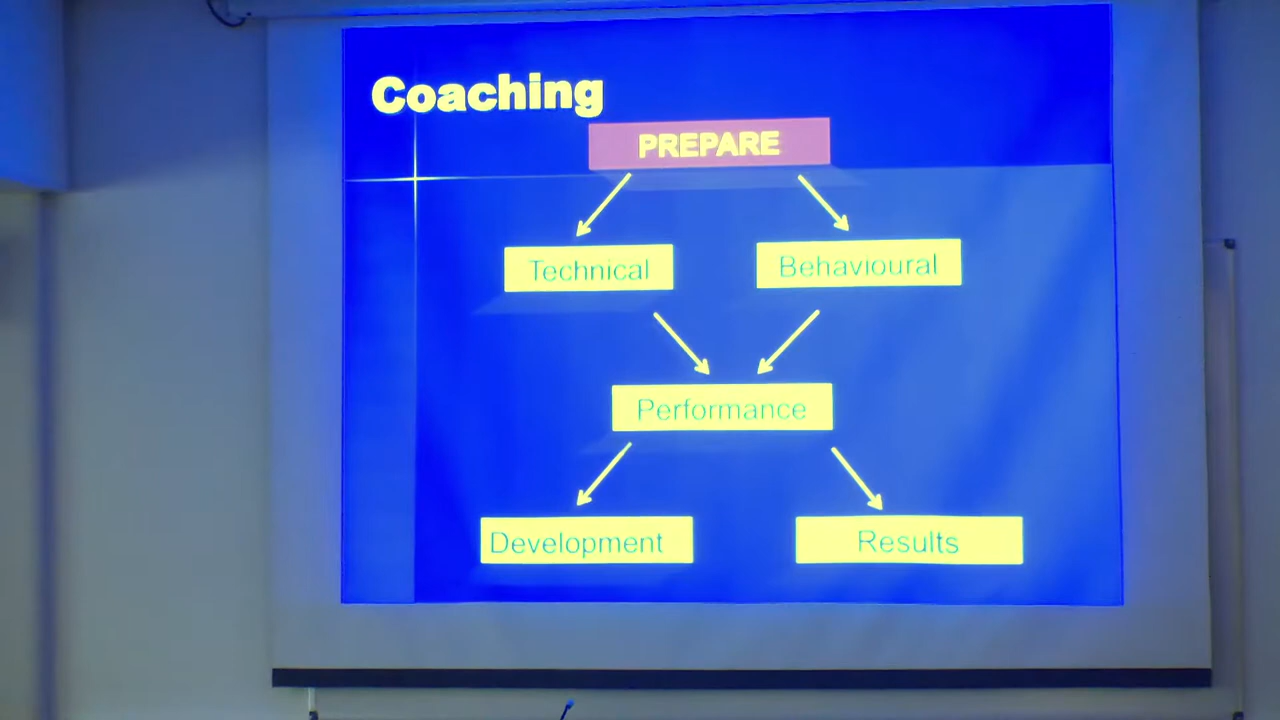 Coaching
PREPARE
Technical
Behavioural
Performance
Development
Results